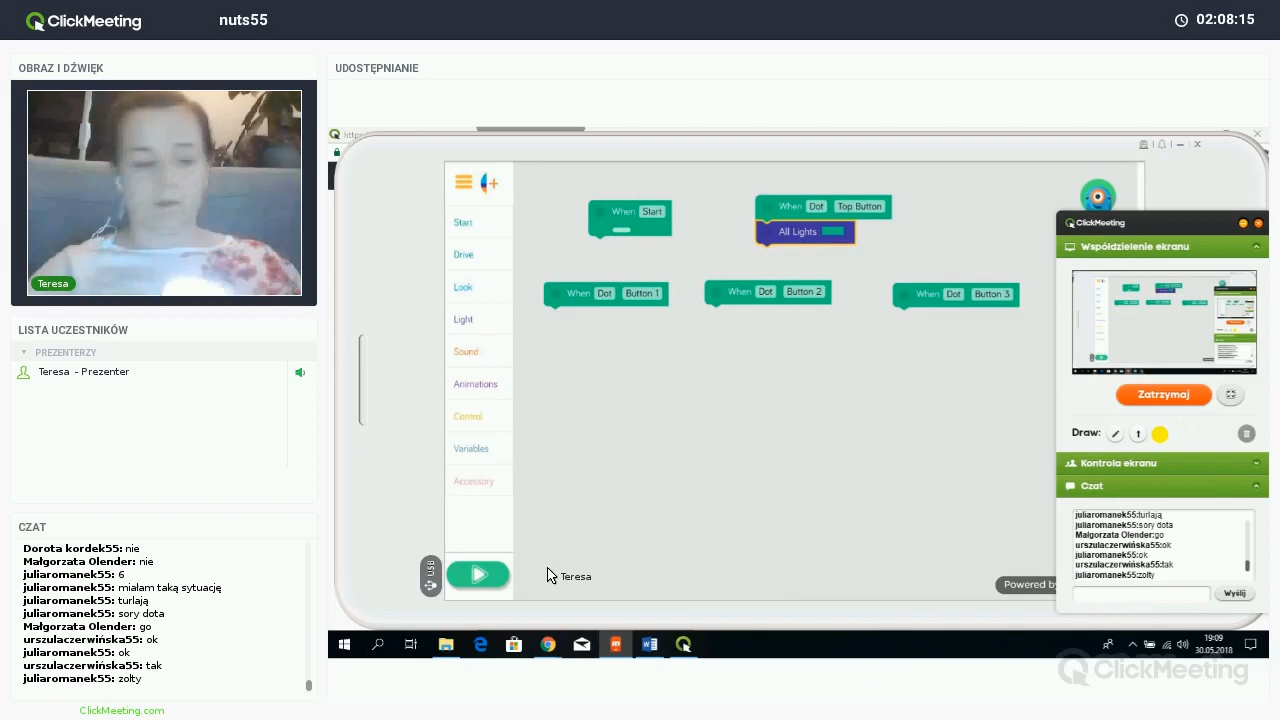 ClickMeeting
nuts55
02:08:15
OBRAZ I DŹWIĘK
Teresa
LISTA UCZESTNIKÓW
PREZENTERZY
Teresa - Prezenter
CZAT
Dorota kordek55: nie
Małgorzata Olender: nie
juliaromanek55: 6
juliaromanek55: miałam taką sytuację
juliaromanek55: turlają
juliaromanek55: sory dota
Małgorzata Olender: go
urszulaczerwińska55: ok
juliaromanek55: ok
urszulaczerwińska55: tak
juliaromanek55: zołty
ClickMeeting.com
UDOSTĘPNIANIE
Start
Drive
Look
Light
Sound
Animations
Control
Variables
Accessory
When Start
When Dot Top Button
All Lights
When Dot Button 1
When Dot Button 2
When Dot Button 3
USB
Teresa
Powered by
ClickMeeting
Współdzielenie ekranu
Zatrzymaj
Draw:
Kontrola ekranu
Czat
juliaromanek55:turlają
juliaromanek55:sory dota
Małgorzata Olender:go
urszulaczerwińska55:ok
juliaromanek55:ok
urszulaczerwińska55:tak
juliaromanek55:zołty
Wyślij
19:09
30.05.2018
ClickMeeting